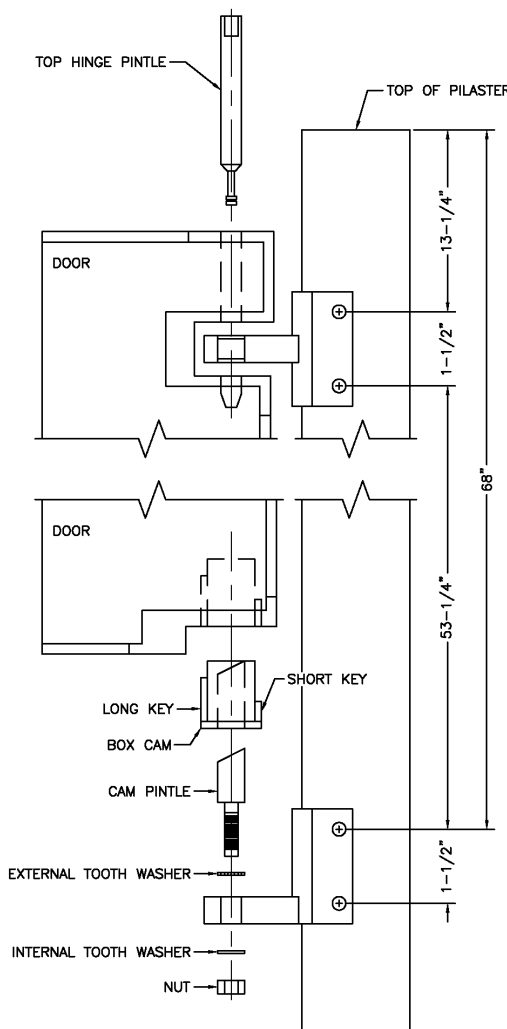 TOP HINGE PINTLE
TOP OF PILASTER
13-1/4"
DOOR
1-1/2"
68"
DOOR
53-1/4"
SHORT KEY
LONG KEY
BOX CAM
CAM PINTLE
EXTERNAL TOOTH WASHER
1-1/2"
INTERNAL TOOTH WASHER
NUT